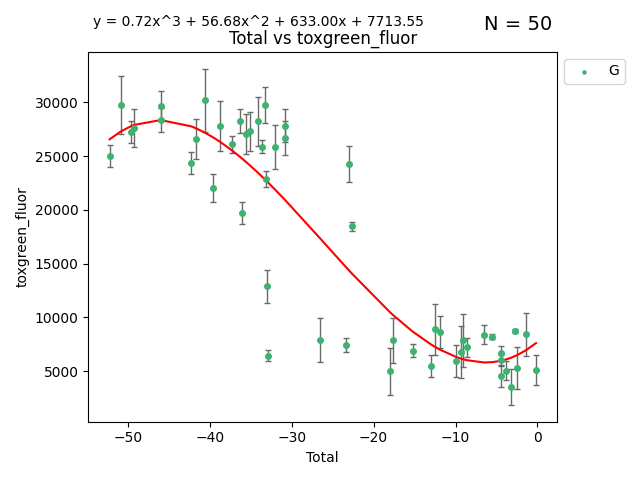 y = 0.72x^3 + 56.68x^2 + 633.00x + 7713.55
N = 50
Total vs toxgreen_fluor
G
toxgreen_fluor
30000
25000
20000
15000
10000
5000
−50
−40
−30
−20
−10
0
Total